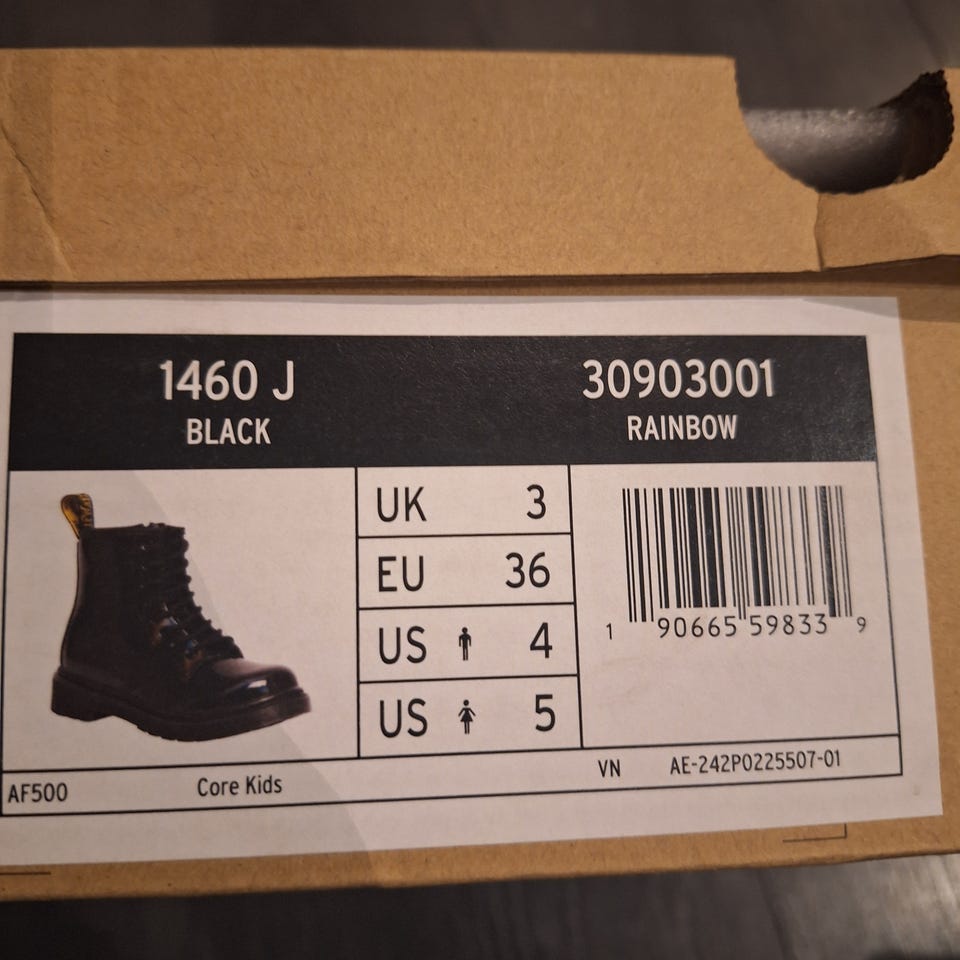 1460 J
BLACK
30903001
RAINBOW
UK 3
EU 36
US 4
US 5
1 90665 59833 9
AF500 Core Kids VN AE-242P0225507-01